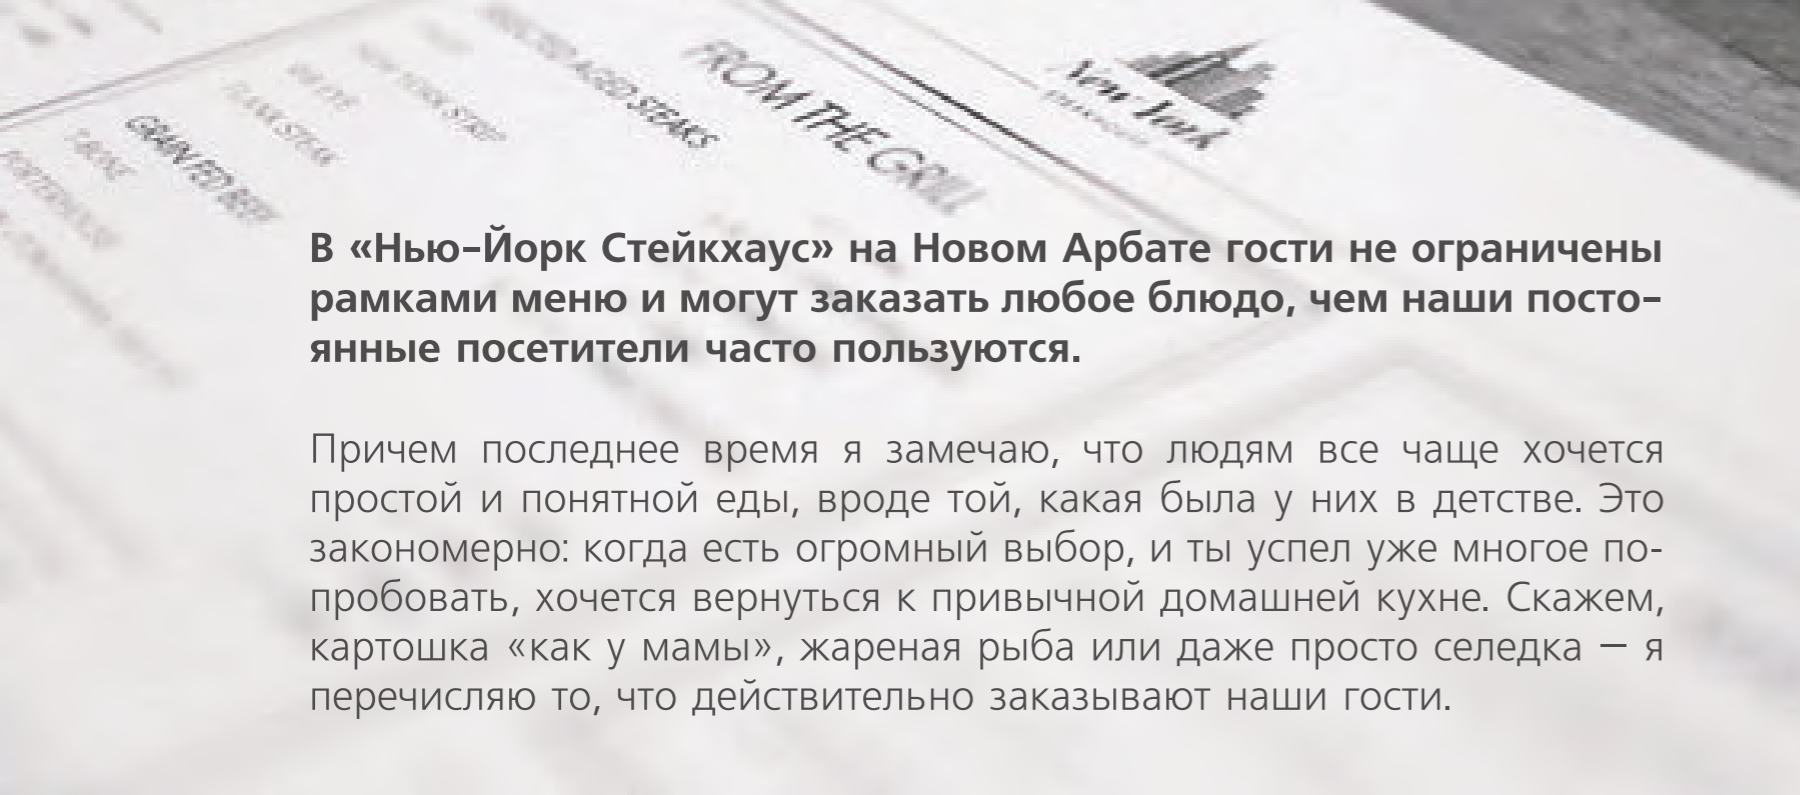 New York
FROM THE GRILL
SELECTED AGED STEAKS
NEW YORK STRIP
RIB EYE
FLANK STEAK
GRAIN FED BEEF
T-BONE
PORTERHOUSE
В «Нью-Йорк Стейкхаус» на Новом Арбате гости не ограничены
рамками меню и могут заказать любое блюдо, чем наши посто-
янные посетители часто пользуются.
Причем последнее время я замечаю, что людям все чаще хочется
простой и понятной еды, вроде той, какая была у них в детстве. Это
закономерно: когда есть огромный выбор, и ты успел уже многое по-
пробовать, хочется вернуться к привычной домашней кухне. Скажем,
картошка «как у мамы», жареная рыба или даже просто селедка — я
перечисляю то, что действительно заказывают наши гости.